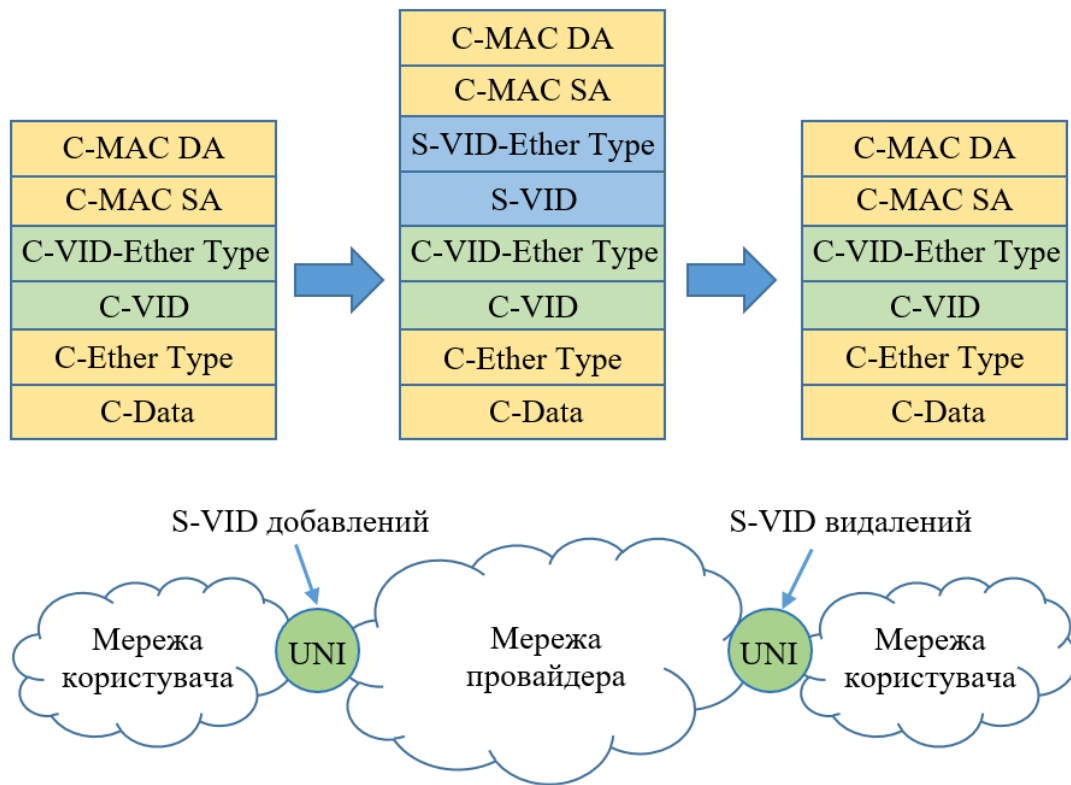 C-MAC DA
C-MAC SA
C-VID-Ether Type
C-VID
C-Ether Type
C-Data
C-MAC DA
C-MAC SA
S-VID-Ether Type
S-VID
C-VID-Ether Type
C-VID
C-Ether Type
C-Data
C-MAC DA
C-MAC SA
C-VID-Ether Type
C-VID
C-Ether Type
C-Data
S-VID добавлений
S-VID видалений
Мережа
користувача
UNI
Мережа
провайдера
UNI
Мережа
користувача